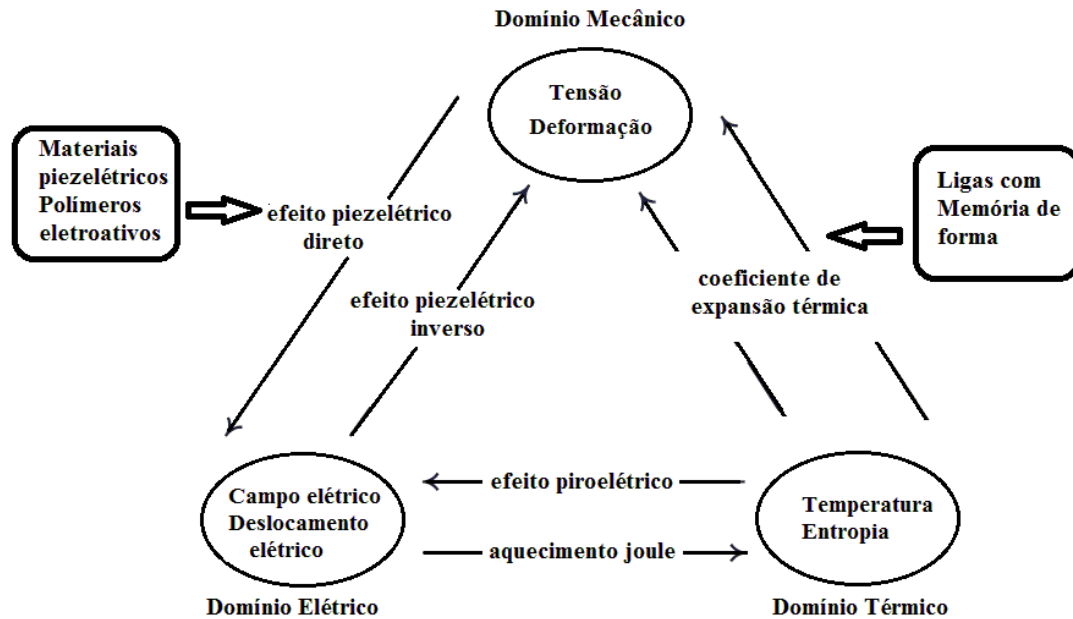 Domínio Mecânico
Tensão
Deformação
Materiais
piezelétricos
Polímeros
eletroativos
efeito piezelétrico
direto
efeito piezelétrico
inverso
coeficiente de
expansão térmica
Ligas com
Memória de
forma
Campo elétrico
Deslocamento
elétrico
efeito piroelétrico
aquecimento joule
Temperatura
Entropia
Domínio Elétrico
Domínio Térmico